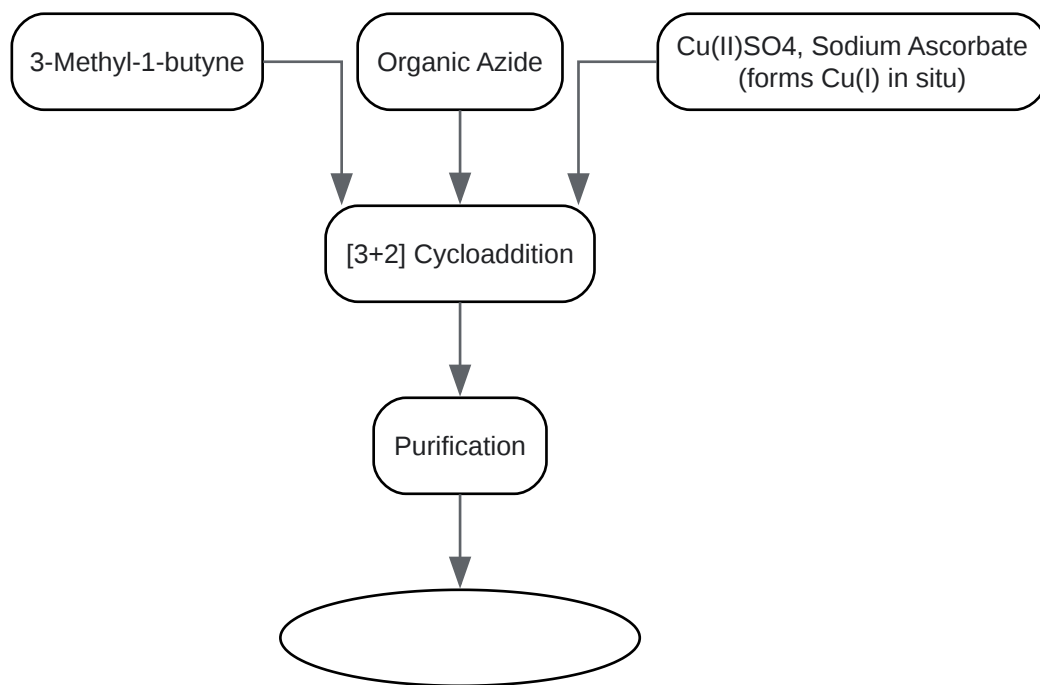 3-Methyl-1-butyne
Organic Azide
Cu(II)SO4, Sodium Ascorbate
(forms Cu(I) in situ)
[3+2] Cycloaddition
Purification